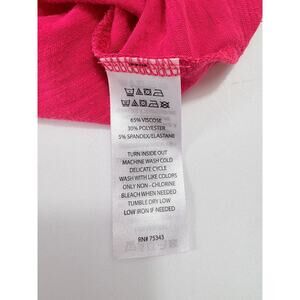 65% VISCOSE
30% POLYESTER
5% SPANDEX/ELASTANE
TURN INSIDE OUT
MACHINE WASH COLD
DELICATE CYCLE
WASH WITH LIKE COLORS
ONLY NON - CHLORINE
BLEACH WHEN NEEDED
TUMBLE DRY LOW
LOW IRON IF NEEDED
RN# 75343